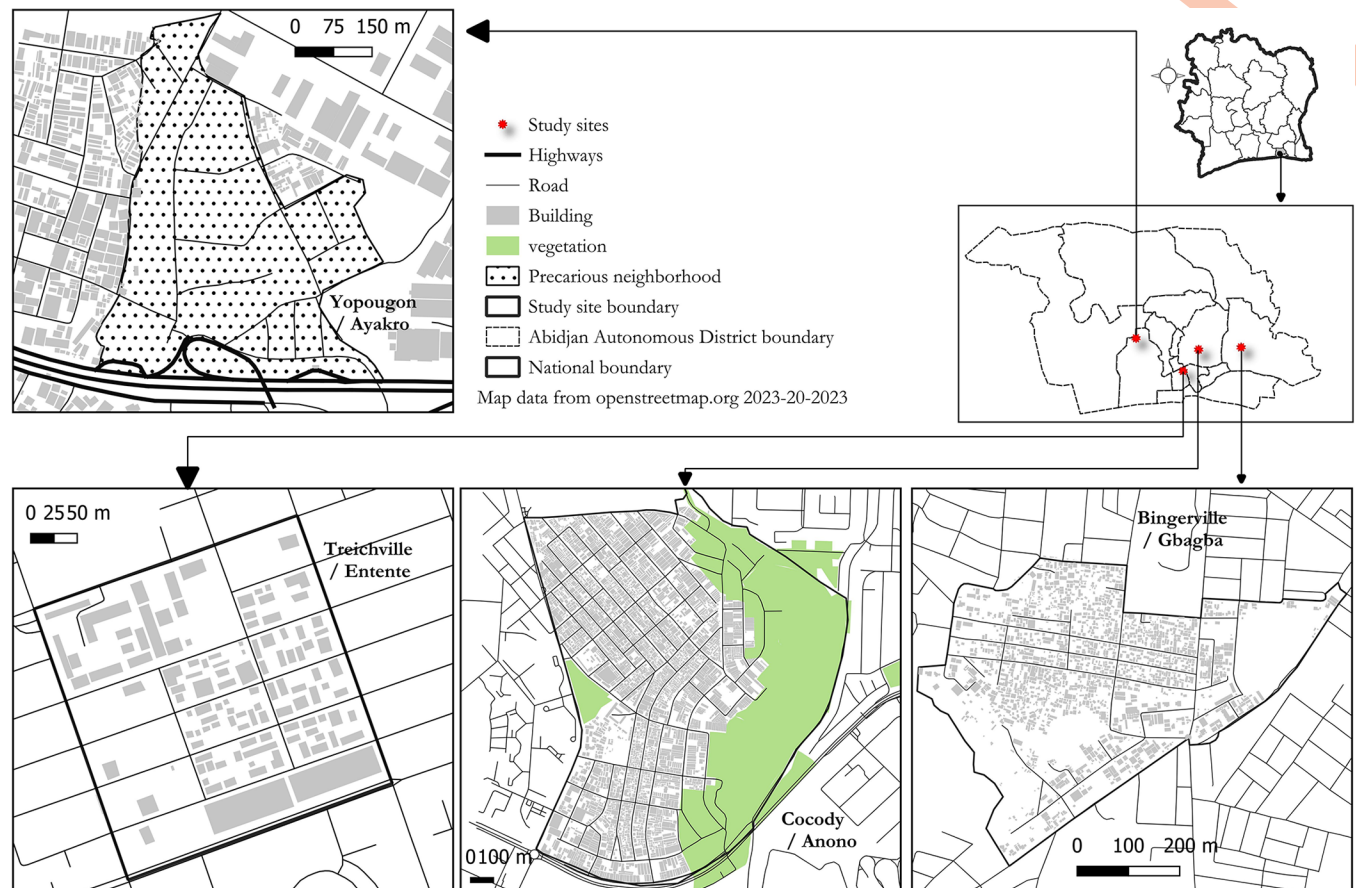 0 75 150 m
Yopougon
/ Ayakro
Study sites
Highways
Road
Building
vegetation
Precarious neighborhood
Study site boundary
Abidjan Autonomous District boundary
National boundary
Map data from openstreetmap.org 2023-20-2023
0 2550 m
Treichville
/ Entente
Cocody
/ Anono
0100 m
Bingerville
/ Gbagba
0 100 200 m